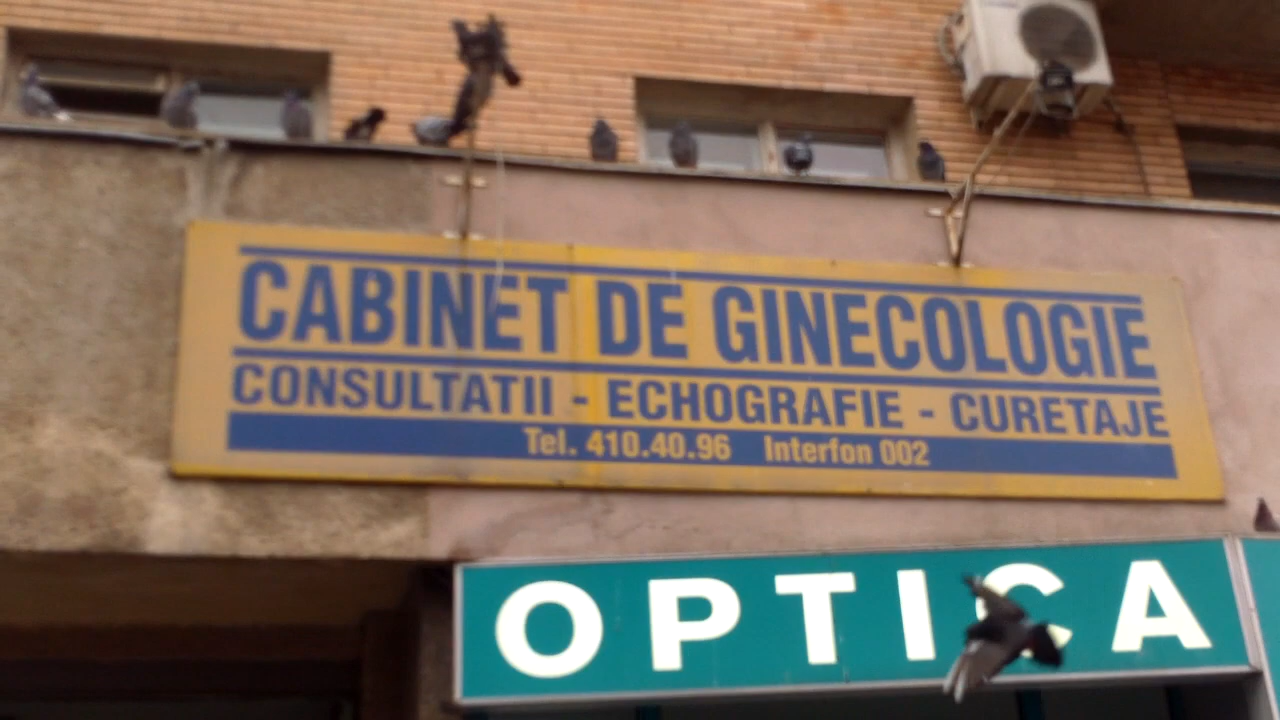 CABINET DE GINECOLOGIE
CONSULTATII - ECHOGRAFIE - CURETAJE
Tel. 410.40.96 Interfon 002
OPTICA